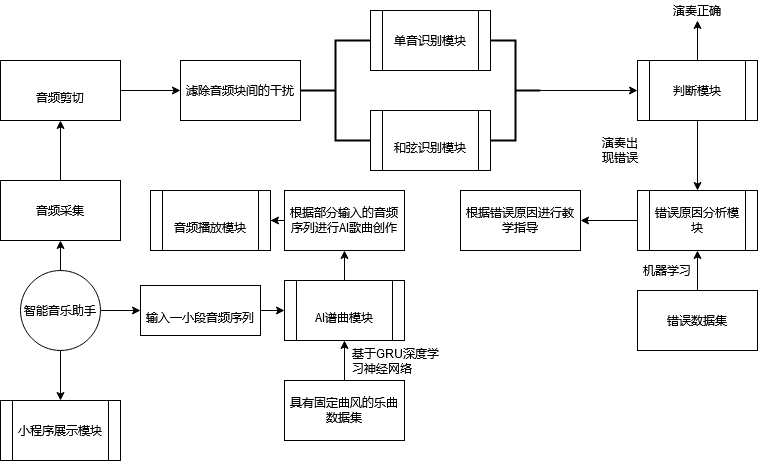 演奏正确
单音识别模块
音频剪切
滤除音频块间的干扰
判断模块
和弦识别模块
演奏出
现错误
音频采集
音频播放模块
根据部分输入的音频
序列进行AI歌曲创作
根据错误原因进行教
学指导
错误原因分析模
块
机器学习
智能音乐助手
输入一小段音频序列
AI谱曲模块
错误数据集
基于GRU深度学
习神经网络
具有固定曲风的乐曲
数据集
小程序展示模块